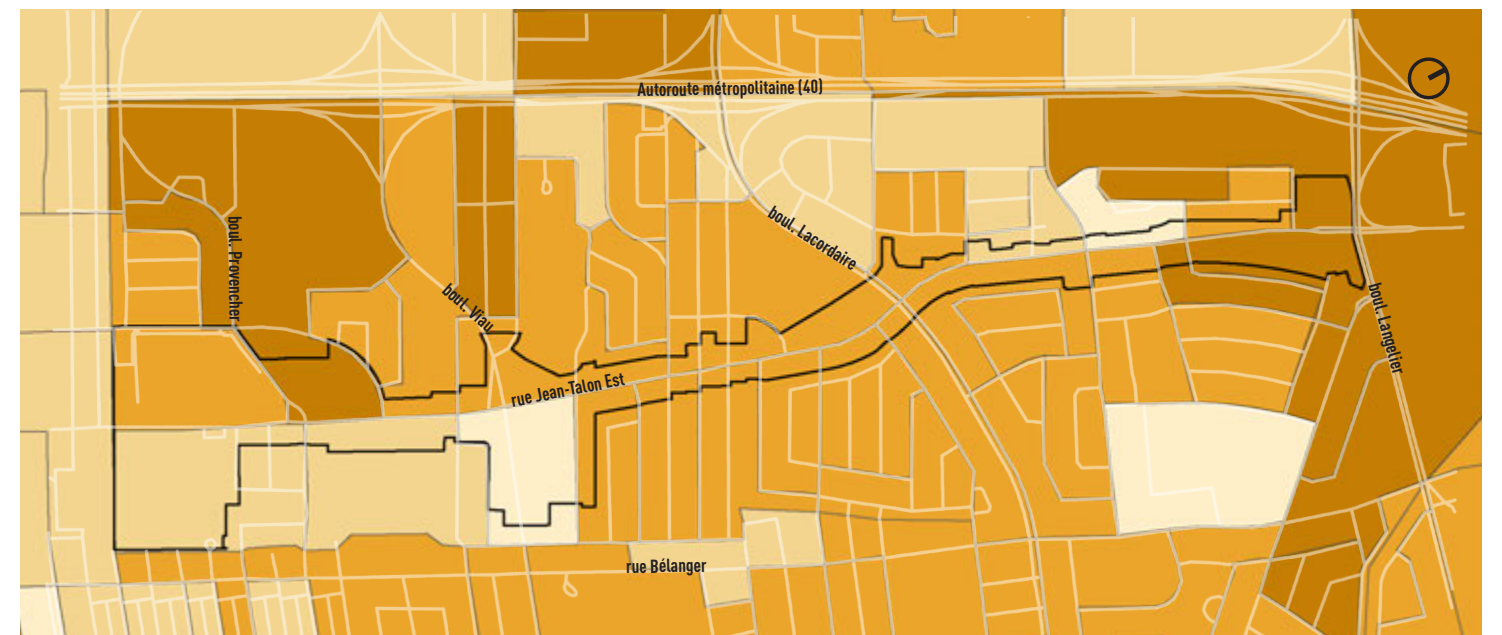 Autoroute métropolitaine (40)
boul. Provencher
boul. Viau
boul. Lacordaire
rue Jean-Talon Est
boul. Langelier
rue Bélanger